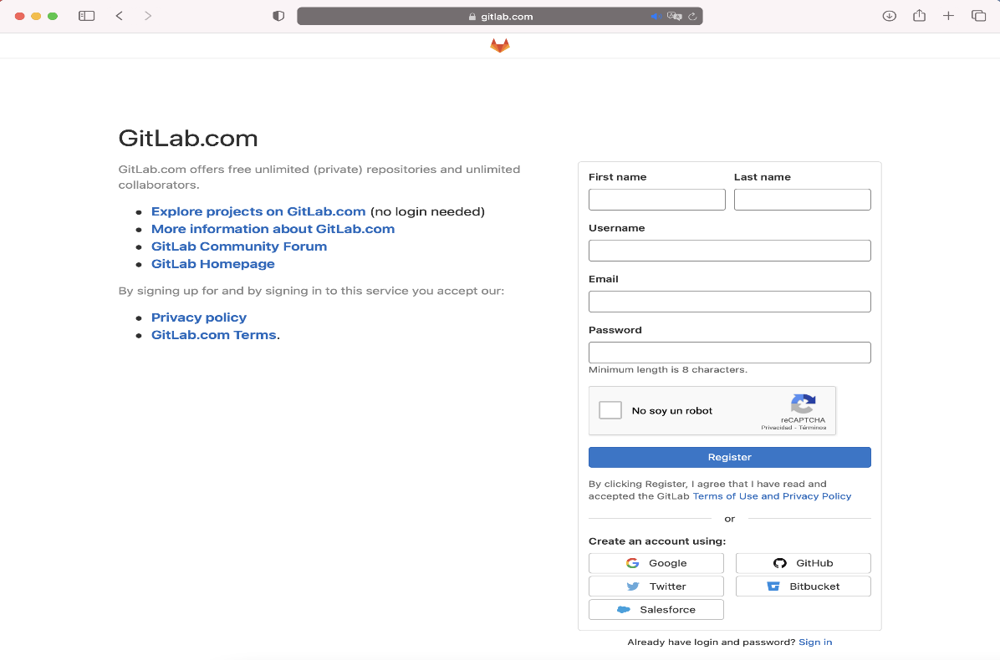 gitlab.com
GitLab.com
GitLab.com offers free unlimited (private) repositories and unlimited
collaborators.
Explore projects on GitLab.com (no login needed)
More information about GitLab.com
GitLab Community Forum
GitLab Homepage
By signing up for and by signing in to this service you accept our:
Privacy policy
GitLab.com Terms.
First name
Last name
Username
Email
Password
Minimum length is 8 characters.
No soy un robot
reCAPTCHA
Privacidad - Términos
Register
By clicking Register, I agree that I have read and
accepted the GitLab Terms of Use and Privacy Policy
or
Create an account using:
Google
GitHub
Twitter
Bitbucket
Salesforce
Already have login and password? Sign in